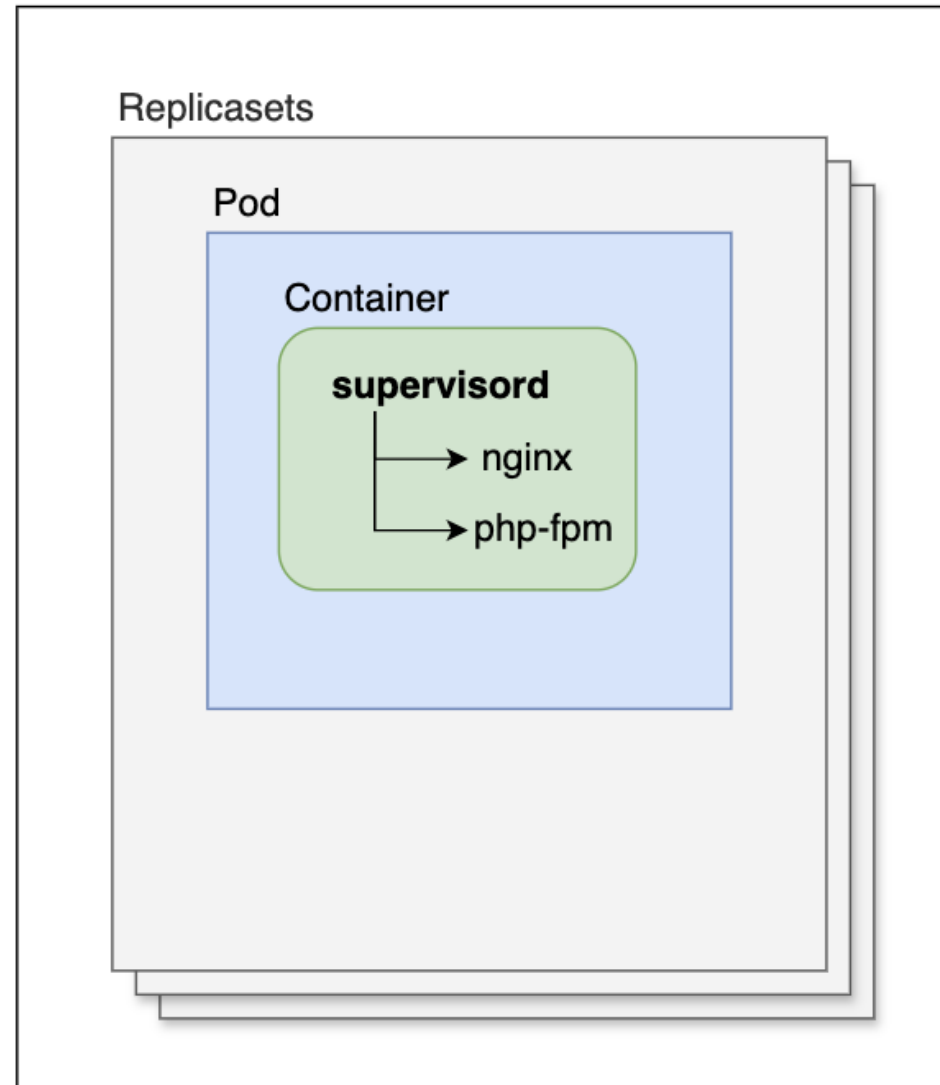 Replicasets
Pod
Container
supervisord
nginx
php-fpm